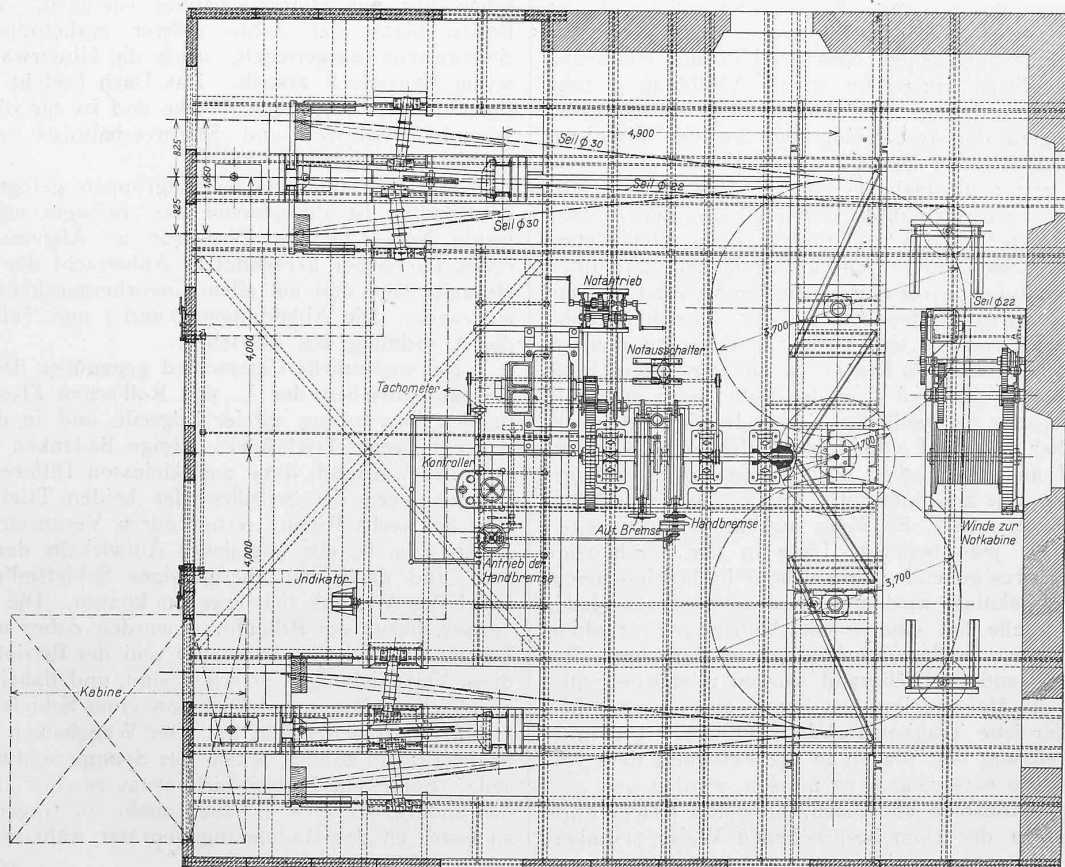 825
1,650
825
4,900
Seil ϕ 30
Seil ϕ 22
Seil ϕ 30
Seil ϕ 22
Notantrieb
3,700
4,000
Notausschalter
Tachometer
Kontroller
1,700
Aut. Bremse
Handbremse
Winde zur
Notkabine
Antrieb der
Handbremse
4,000
Indikator
3,700
Kabine